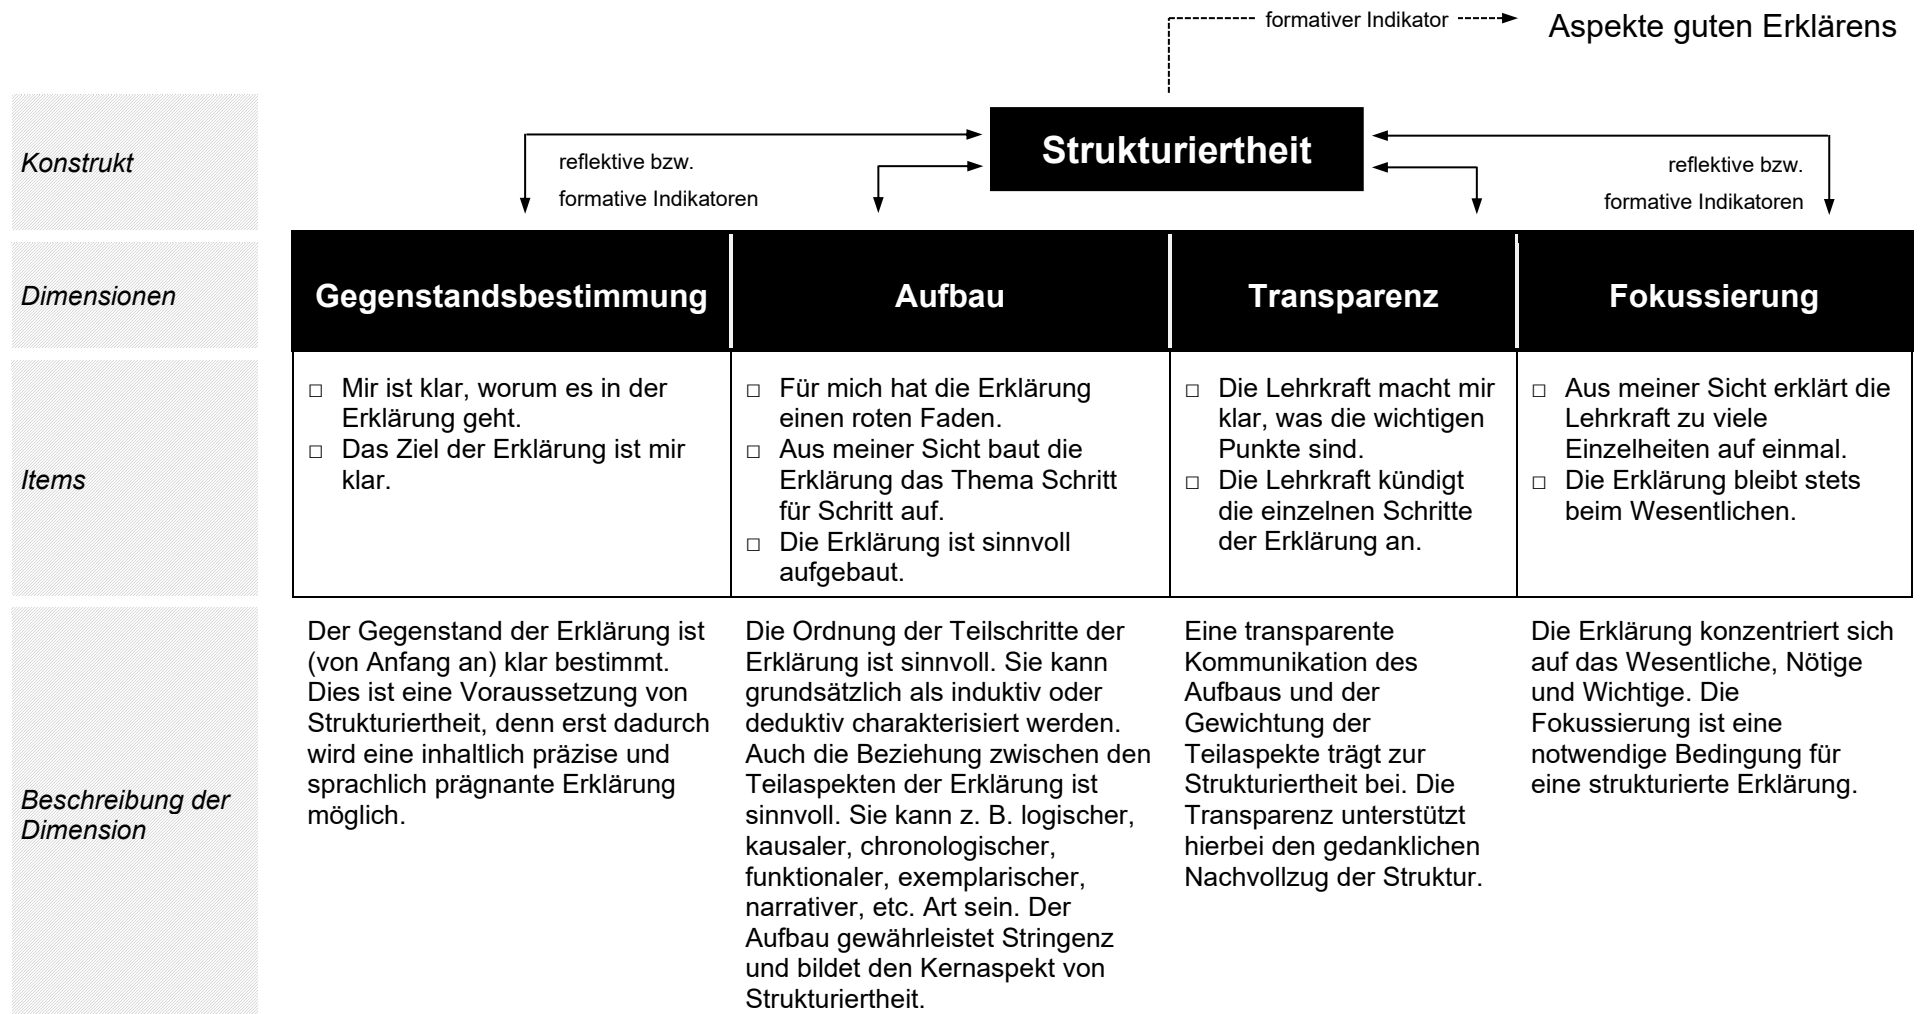 formativer Indikator
Aspekte guten Erklärens
Konstrukt
reflektive bzw.
formative Indikatoren
Strukturiertheit
reflektive bzw.
formative Indikatoren
Dimensionen
Gegenstandsbestimmung
Aufbau
Transparenz
Fokussierung
Items
□ Mir ist klar, worum es in der
Erklärung geht.
□ Das Ziel der Erklärung ist mir
klar.
□ Für mich hat die Erklärung
einen roten Faden.
□ Aus meiner Sicht baut die
Erklärung das Thema Schritt
für Schritt auf.
□ Die Erklärung ist sinnvoll
aufgebaut.
□ Die Lehrkraft macht mir
klar, was die wichtigen
Punkte sind.
□ Die Lehrkraft kündigt
die einzelnen Schritte
der Erklärung an.
□ Aus meiner Sicht erklärt die
Lehrkraft zu viele
Einzelheiten auf einmal.
□ Die Erklärung bleibt stets
beim Wesentlichen.
Beschreibung der
Dimension
Der Gegenstand der Erklärung ist
(von Anfang an) klar bestimmt.
Dies ist eine Voraussetzung von
Strukturiertheit, denn erst dadurch
wird eine inhaltlich präzise und
sprachlich prägnante Erklärung
möglich.
Die Ordnung der Teilschritte der
Erklärung ist sinnvoll. Sie kann
grundsätzlich als induktiv oder
deduktiv charakterisiert werden.
Auch die Beziehung zwischen den
Teilaspekten der Erklärung ist
sinnvoll. Sie kann z. B. logischer,
kausaler, chronologischer,
funktionaler, exemplarischer,
narrativer, etc. Art sein. Der
Aufbau gewährleistet Stringenz
und bildet den Kernaspekt von
Strukturiertheit.
Eine transparente
Kommunikation des
Aufbaus und der
Gewichtung der
Teilaspekte trägt zur
Strukturiertheit bei. Die
Transparenz unterstützt
hierbei den gedanklichen
Nachvollzug der Struktur.
Die Erklärung konzentriert sich
auf das Wesentliche, Nötige
und Wichtige. Die
Fokussierung ist eine
notwendige Bedingung für
eine strukturierte Erklärung.